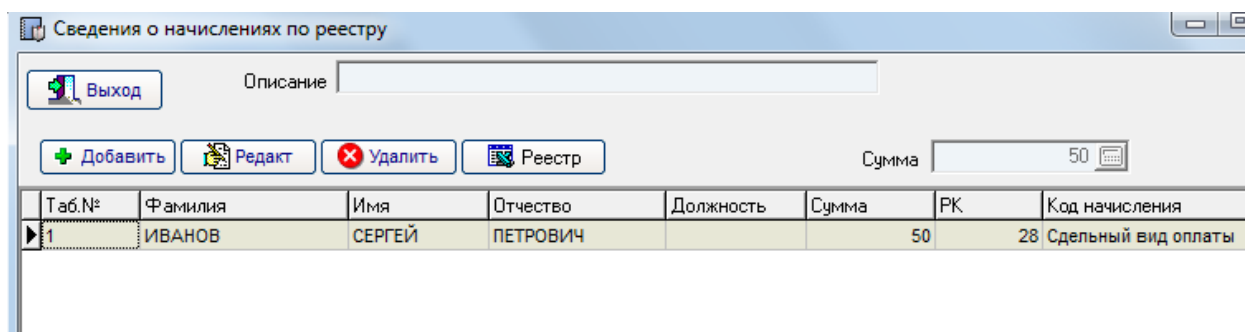 Сведения о начислениях по реестру
Выход Описание
Добавить Редакт Удалить Реестр Сумма 50
Таб.№ Фамилия Имя Отчество Должность Сумма РК Код начисления
1 ИВАНОВ СЕРГЕЙ ПЕТРОВИЧ 50 28 Сдельный вид оплаты